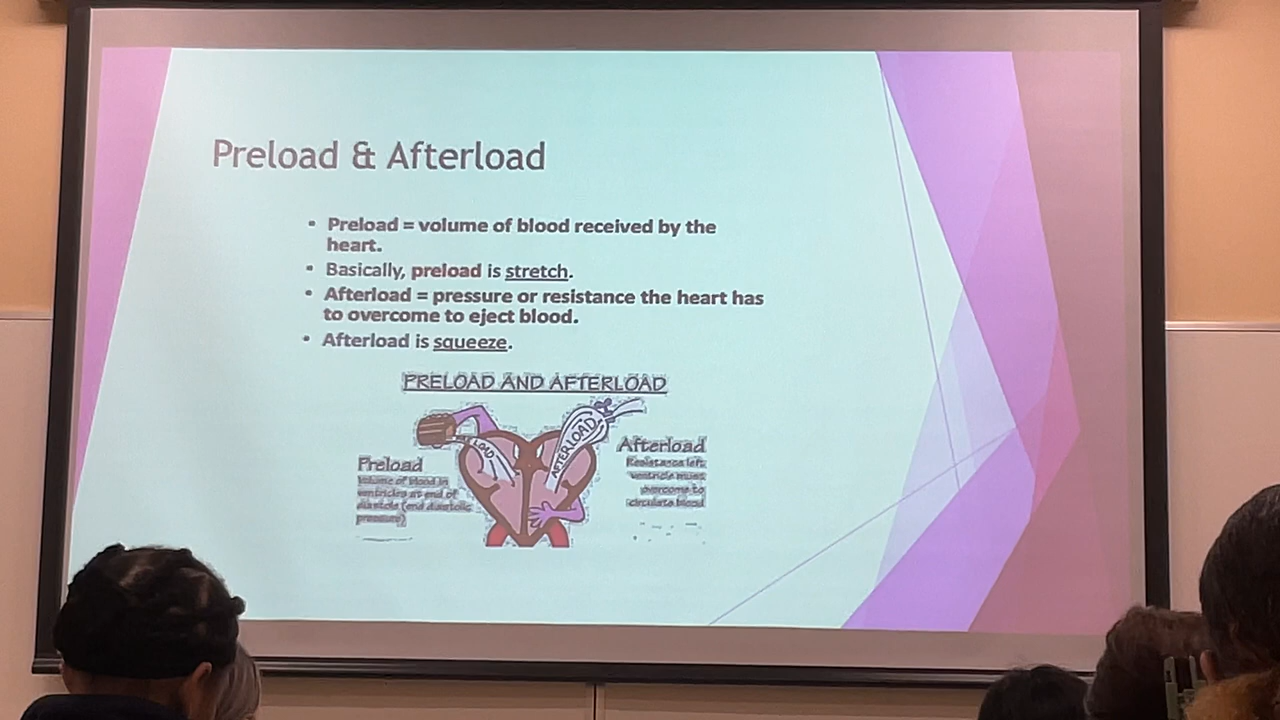 Preload & Afterload
▪ Preload = volume of blood received by the
heart.
▪ Basically, preload is stretch.
• Afterload = pressure or resistance the heart has
to overcome to eject blood.
• Afterload is squeeze.
PRELOAD AND AFTERLOAD
LOAD
AFTERLOAD
Preload
Volume of blood in
ventricles at end of
diastole (end diastolic
pressure)
Afterload
Resistance left
ventricle must
overcome to
circulate blood